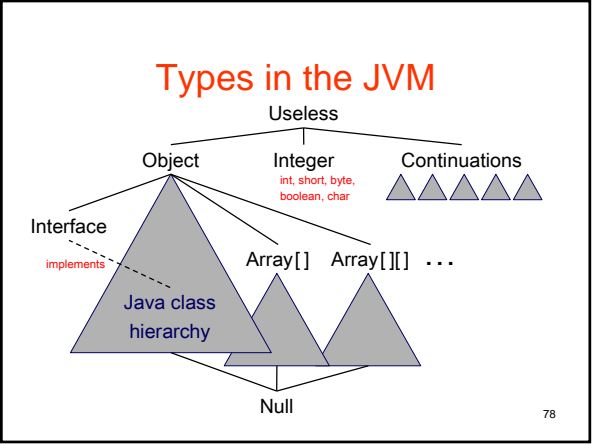 Types in the JVM
Useless
Object Integer Continuations
int, short, byte,
boolean, char
Interface
implements
Array[] Array[][] ...
Java class
hierarchy
Null
78